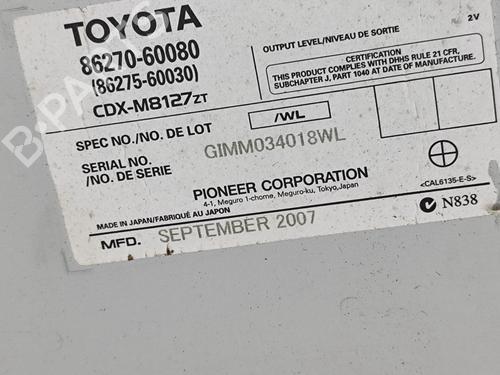 TOYOTA
86270-60080
(86275-60030)
CDX-M8127ZT
OUTPUT LEVEL/NIVEAU DE SORTIE
2V
CERTIFICATION
THIS PRODUCT COMPLIES WITH DHHS RULE 21 CFR,
SUBCHAPTER J, PART 1040 AT DATE OF MANUFACTURE.
SPEC NO./NO. DE LOT
/WL
SERIAL NO.
/NO. DE SERIE
GIMM034018WL
PIONEER CORPORATION
4-1, Meguro 1-chome, Meguro-ku, Tokyo, Japan
<CAL6135-E-S>
MADE IN JAPAN/FABRIQUÉ AU JAPON
MFD. SEPTEMBER 2007
N838